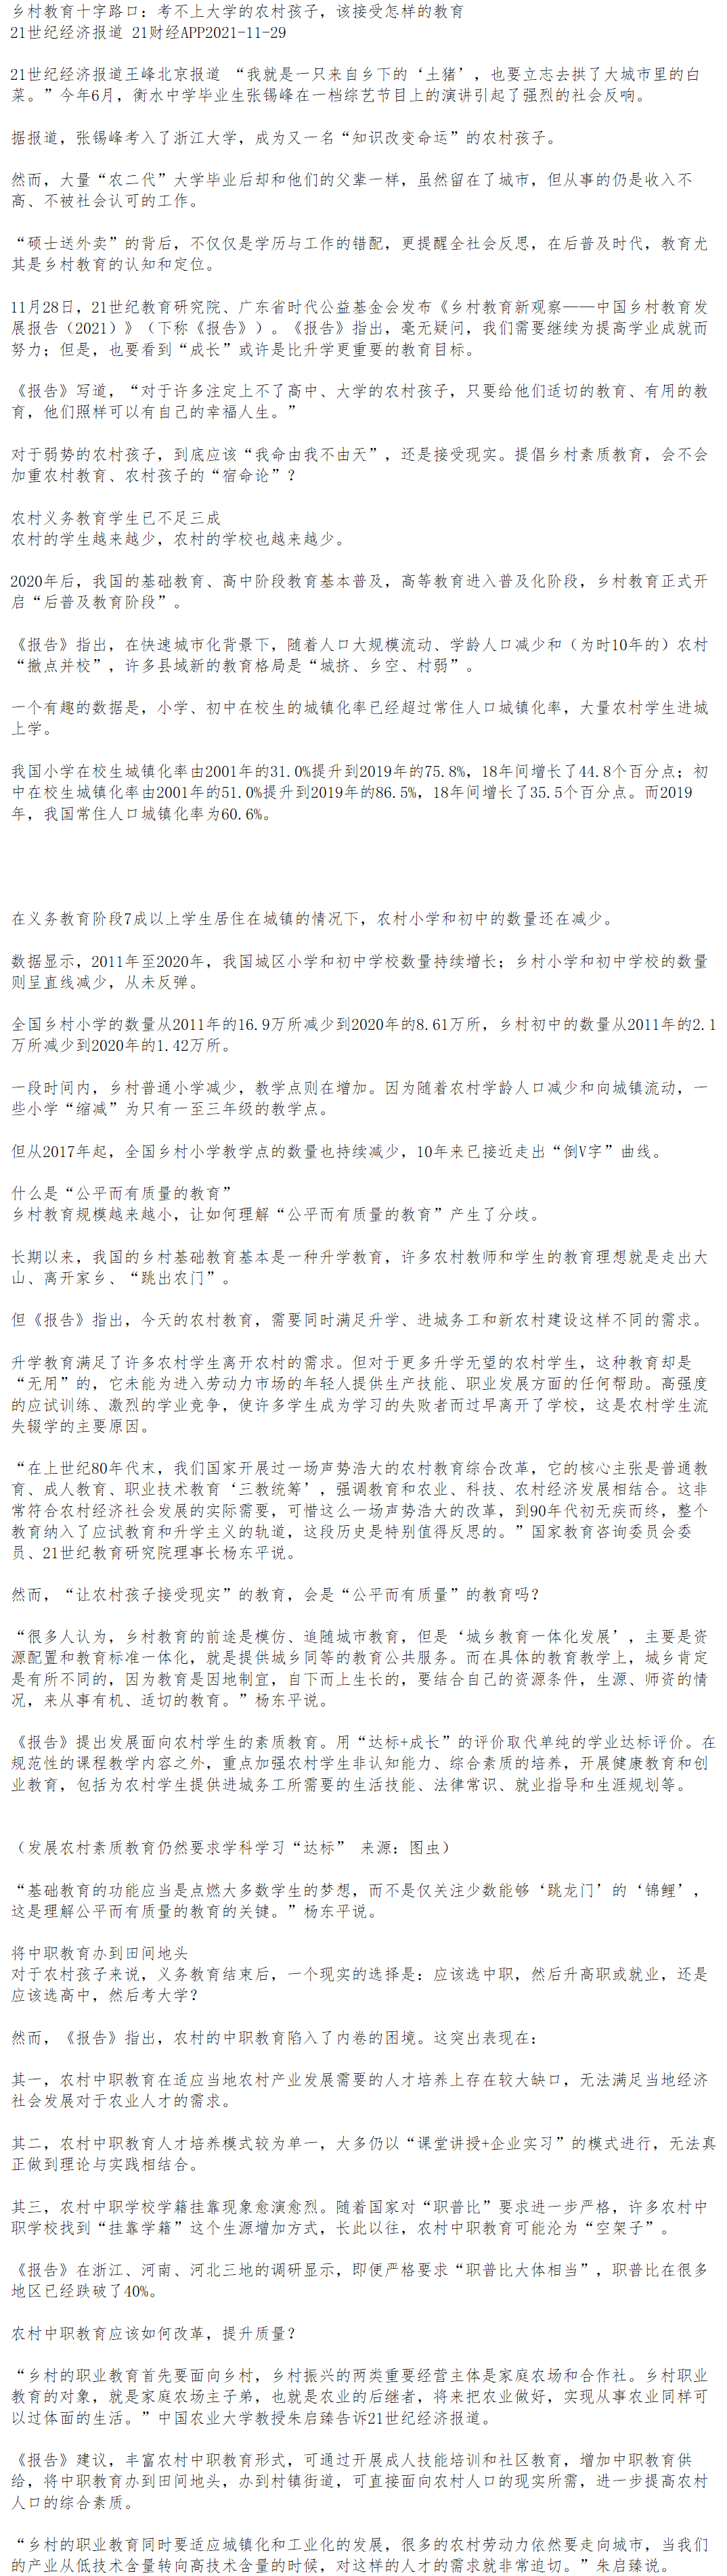 乡村教育十字路口：考不上大学的农村孩子，该接受怎样的教育
21世纪经济报道 21财经APP2021-11-29
21世纪经济报道王峰北京报道 “我就是一只来自乡下的‘土猪’，也要立志去拱了大城市里的白
菜。”今年6月，衡水中学毕业生张锡峰在一档综艺节目上的演讲引起了强烈的社会反响。
据报道，张锡峰考入了浙江大学，成为又一名“知识改变命运”的农村孩子。
然而，大量“农二代”大学毕业后却和他们的父辈一样，虽然留在了城市，但从事的仍是收入不
高、不被社会认可的工作。
“硕士送外卖”的背后，不仅仅是学历与工作的错配，更提醒全社会反思，在后普及时代，教育尤
其是乡村教育的认知和定位。
11月28日，21世纪教育研究院、广东省时代公益基金会发布《乡村教育新观察——中国乡村教育发
展报告（2021）》（下称《报告》）。《报告》指出，毫无疑问，我们需要继续为提高学业成就而
努力；但是，也要看到“成长”或许是比升学更重要的教育目标。
《报告》写道，“对于许多注定上不了高中、大学的农村孩子，只要给他们适切的教育、有用的教
育，他们照样可以有自己的幸福人生。”
对于弱势的农村孩子，到底应该“我命由我不由天”，还是接受现实。提倡乡村素质教育，会不会
加重农村教育、农村孩子的“宿命论”？
农村义务教育学生已不足三成
农村的学生越来越少，农村的学校也越来越少。
2020年后，我国的基础教育、高中阶段教育基本普及，高等教育进入普及化阶段，乡村教育正式开
启“后普及教育阶段”。
《报告》指出，在快速城市化背景下，随着人口大规模流动、学龄人口减少和（为时10年的）农村
“撤点并校”，许多县域新的教育格局是“城挤、乡空、村弱”。
一个有趣的数据是，小学、初中在校生的城镇化率已经超过常住人口城镇化率，大量农村学生进城
上学。
我国小学在校生城镇化率由2001年的31.0%提升到2019年的75.8%，18年间增长了44.8个百分点；初
中在校生城镇化率由2001年的51.0%提升到2019年的86.5%，18年间增长了35.5个百分点。而2019
年，我国常住人口城镇化率为60.6%。
在义务教育阶段7成以上学生居住在城镇的情况下，农村小学和初中的数量还在减少。
数据显示，2011年至2020年，我国城区小学和初中学校数量持续增长；乡村小学和初中学校的数量
则呈直线减少，从未反弹。
全国乡村小学的数量从2011年的16.9万所减少到2020年的8.61万所，乡村初中的数量从2011年的2.1
万所减少到2020年的1.42万所。
一段时间内，乡村普通小学减少，教学点则在增加。因为随着农村学龄人口减少和向城镇流动，一
些小学“缩减”为只有一至三年级的教学点。
但从2017年起，全国乡村小学教学点的数量也持续减少，10年来已接近走出“倒V字”曲线。
什么是“公平而有质量的教育”
乡村教育规模越来越小，让如何理解“公平而有质量的教育”产生了分歧。
长期以来，我国的乡村基础教育基本是一种升学教育，许多农村教师和学生的教育理想就是走出大
山、离开家乡、“跳出农门”。
但《报告》指出，今天的农村教育，需要同时满足升学、进城务工和新农村建设这样不同的需求。
升学教育满足了许多农村学生离开农村的需求。但对于更多升学无望的农村学生，这种教育却是
“无用”的，它未能为进入劳动力市场的年轻人提供生产技能、职业发展方面的任何帮助。高强度
的应试训练、激烈的学业竞争，使许多学生成为学习的失败者而过早离开了学校，这是农村学生流
失辍学的主要原因。
“在上世纪80年代末，我们国家开展过一场声势浩大的农村教育综合改革，它的核心主张是普通教
育、成人教育、职业技术教育‘三教统筹’，强调教育和农业、科技、农村经济发展相结合。这非
常符合农村经济社会发展的实际需要，可惜这么一场声势浩大的改革，到90年代初无疾而终，整个
教育纳入了应试教育和升学主义的轨道，这段历史是特别值得反思的。”国家教育咨询委员会委
员、21世纪教育研究院理事长杨东平说。
然而，“让农村孩子接受现实”的教育，会是“公平而有质量”的教育吗？
“很多人认为，乡村教育的前途是模仿、追随城市教育，但是‘城乡教育一体化发展’，主要是资
源配置和教育标准一体化，就是提供城乡同等的教育公共服务。而在具体的教育教学上，城乡肯定
是有所不同的，因为教育是因地制宜，自下而上生长的，要结合自己的资源条件，生源、师资的情
况，来从事有机、适切的教育。”杨东平说。
《报告》提出发展面向农村学生的素质教育。用“达标+成长”的评价取代单纯的学业达标评价。在
规范性的课程教学内容之外，重点加强农村学生非认知能力、综合素质的培养，开展健康教育和创
业教育，包括为农村学生提供进城务工所需要的生活技能、法律常识、就业指导和生涯规划等。
（发展农村素质教育仍然要求学科学习“达标” 来源：图虫）
“基础教育的功能应当是点燃大多数学生的梦想，而不是仅关注少数能够‘跳龙门’的‘锦鲤’，
这是理解公平而有质量的教育的关键。”杨东平说。
将中职教育办到田间地头
对于农村孩子来说，义务教育结束后，一个现实的选择是：应该选中职，然后升高职或就业，还是
应该选高中，然后考大学？
然而，《报告》指出，农村的中职教育陷入了内卷的困境。这突出表现在：
其一，农村中职教育在适应当地农村产业发展需要的人才培养上存在较大缺口，无法满足当地经济
社会发展对于农业人才的需求。
其二，农村中职教育人才培养模式较为单一，大多仍以“课堂讲授+企业实习”的模式进行，无法真
正做到理论与实践相结合。
其三，农村中职学校学籍挂靠现象愈演愈烈。随着国家对“职普比”要求进一步严格，许多农村中
职学校找到“挂靠学籍”这个生源增加方式，长此以往，农村中职教育可能沦为“空架子”。
《报告》在浙江、河南、河北三地的调研显示，即便严格要求“职普比大体相当”，职普比在很多
地区已经跌破了40%。
农村中职教育应该如何改革，提升质量？
“乡村的职业教育首先要面向乡村，乡村振兴的两类重要经营主体是家庭农场和合作社。乡村职业
教育的对象，就是家庭农场主子弟，也就是农业的后继者，将来把农业做好，实现从事农业同样可
以过体面的生活。”中国农业大学教授朱启臻告诉21世纪经济报道。
《报告》建议，丰富农村中职教育形式，可通过开展成人技能培训和社区教育，增加中职教育供
给，将中职教育办到田间地头，办到村镇街道，可直接面向农村人口的现实所需，进一步提高农村
人口的综合素质。
“乡村的职业教育同时要适应城镇化和工业化的发展，很多的农村劳动力依然要走向城市，当我们
的产业从低技术含量转向高技术含量的时候，对这样的人才的需求就非常迫切。”朱启臻说。